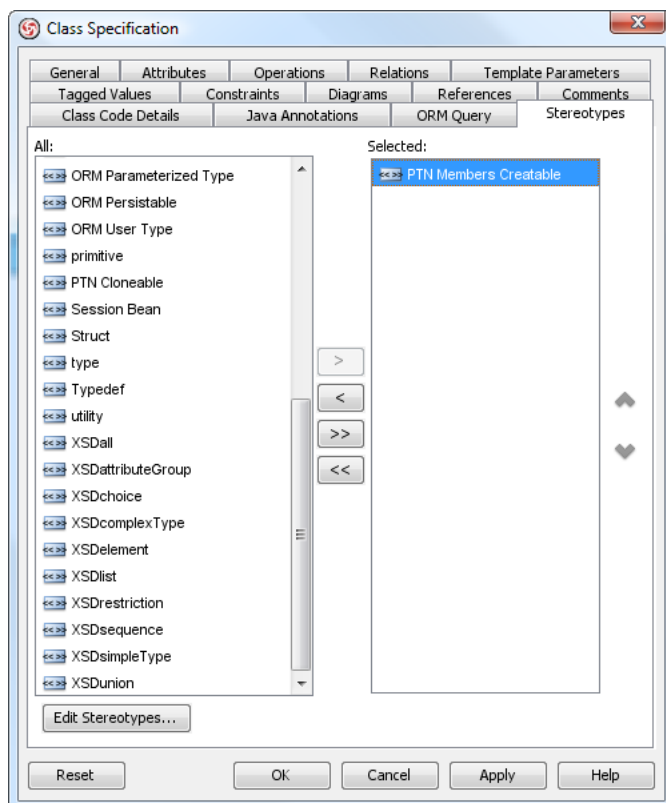 Class Specification
General Attributes Operations Relations Template Parameters
Tagged Values Constraints Diagrams References Comments
Class Code Details Java Annotations ORM Query Stereotypes
All:
ORM Parameterized Type
ORM Persistable
ORM User Type
primitive
PTN Cloneable
Session Bean
Struct
type
Typedef
utility
XSDall
XSDattributeGroup
XSDchoice
XSDcomplexType
XSDelement
XSDlist
XSDrestriction
XSDsequence
XSDsimpleType
XSDunion
>
<
>>
<<
Selected:
PTN Members Creatable
Edit Stereotypes...
Reset OK Cancel Apply Help